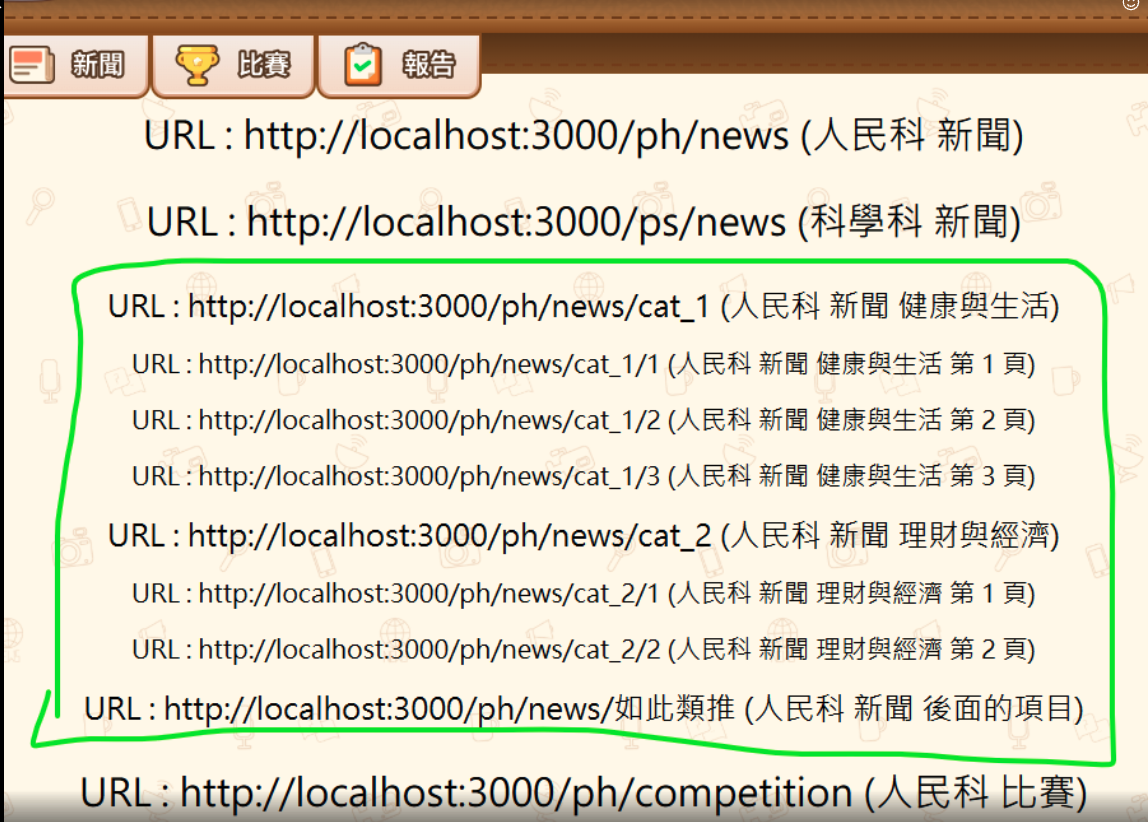 新聞 比賽 報告
URL : http://localhost:3000/ph/news (人民科 新聞)
URL : http://localhost:3000/ps/news (科學科 新聞)
URL : http://localhost:3000/ph/news/cat_1 (人民科 新聞 健康與生活)
URL : http://localhost:3000/ph/news/cat_1/1 (人民科 新聞 健康與生活 第 1 頁)
URL : http://localhost:3000/ph/news/cat_1/2 (人民科 新聞 健康與生活 第 2 頁)
URL : http://localhost:3000/ph/news/cat_1/3 (人民科 新聞 健康與生活 第 3 頁)
URL : http://localhost:3000/ph/news/cat_2 (人民科 新聞 理財與經濟)
URL : http://localhost:3000/ph/news/cat_2/1 (人民科 新聞 理財與經濟 第 1 頁)
URL : http://localhost:3000/ph/news/cat_2/2 (人民科 新聞 理財與經濟 第 2 頁)
URL : http://localhost:3000/ph/news/如此類推 (人民科 新聞 後面的項目)
URL : http://localhost:3000/ph/competition (人民科 比賽)